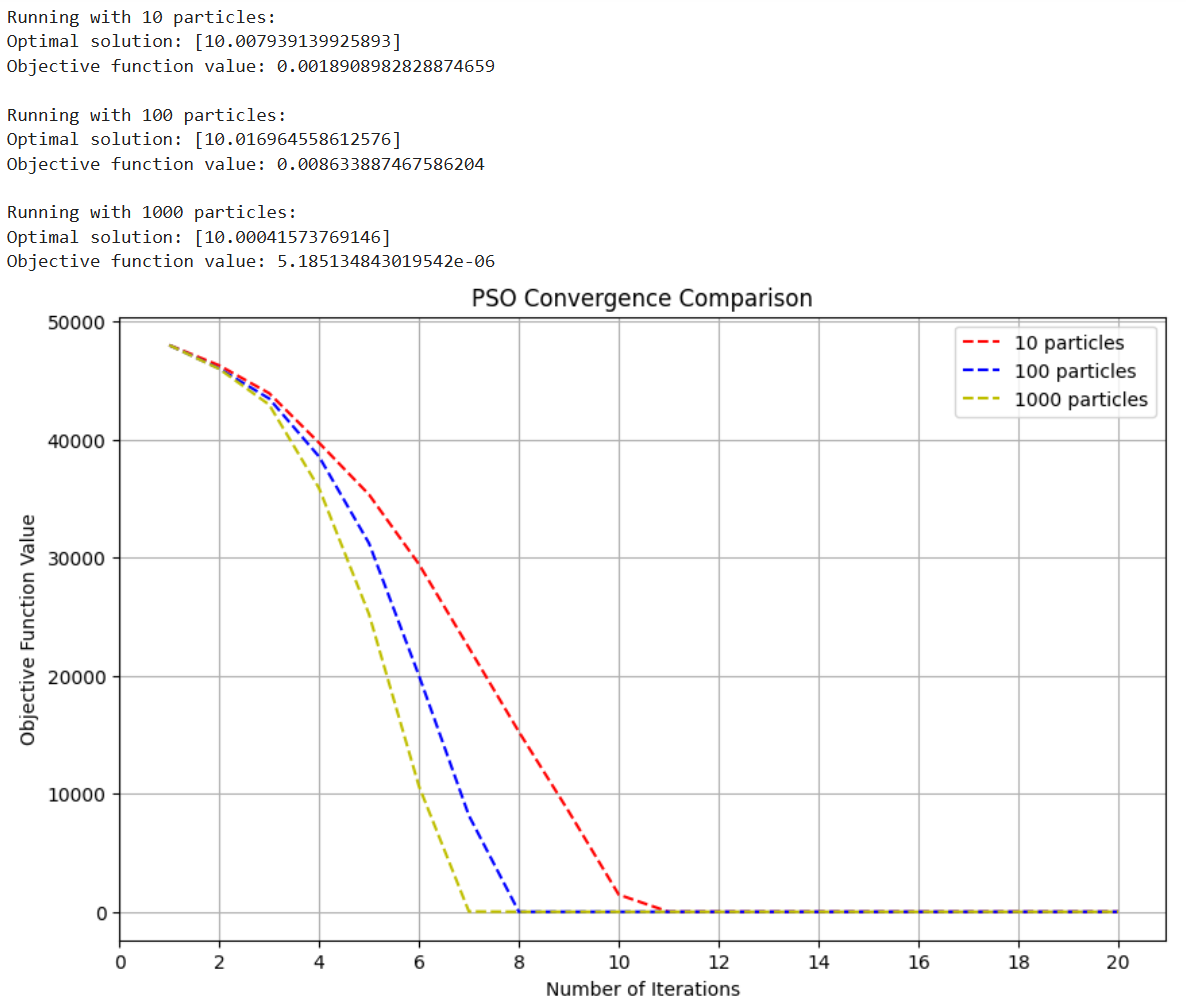 Running with 10 particles:
Optimal solution: [10.007939139925893]
Objective function value: 0.0018908982828874659
Running with 100 particles:
Optimal solution: [10.016964558612576]
Objective function value: 0.008633887467586204
Running with 1000 particles:
Optimal solution: [10.00041573769146]
Objective function value: 5.185134843019542e-06
PSO Convergence Comparison
50000
40000
30000
20000
10000
0
Objective Function Value
10 particles
100 particles
1000 particles
0 2 4 6 8 10 12 14 16 18 20
Number of Iterations